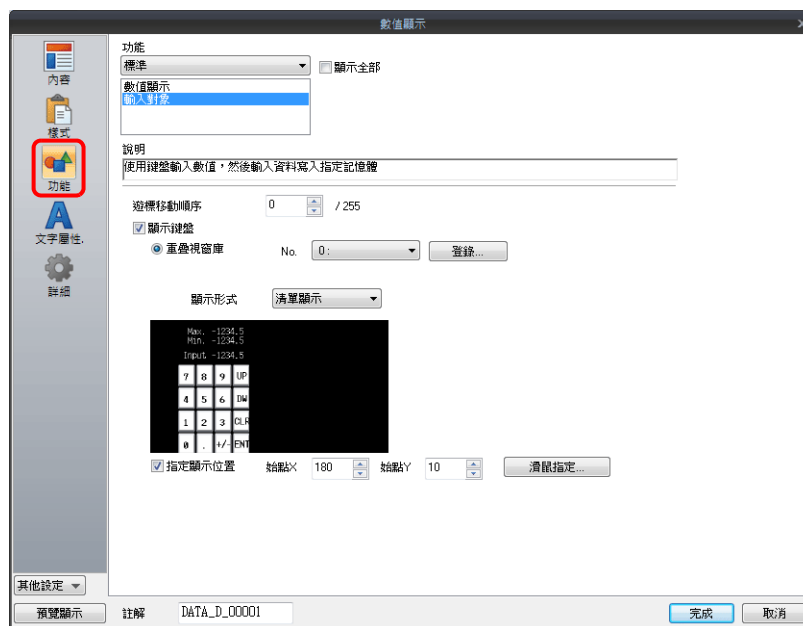 數值顯示
內容
樣式
功能
文字屬性.
詳細
其他設定
預覽顯示
功能
標準
顯示全部
數值顯示
輸入對象
說明
使用鍵盤輸入數值，然後輸入資料寫入指定記憶體
遊標移動順序 0 / 255
顯示鍵盤
重疊視窗庫 No. 0 : 登錄...
顯示形式 清單顯示
Max. -1234.5
Min. -1234.5
Input -1234.5
7 8 9 UP
4 5 6 DW
1 2 3 CLR
0 . +/- ENT
指定顯示位置 始點X 180 始點Y 10 滑鼠指定...
註解 DATA_D_00001 完成 取消